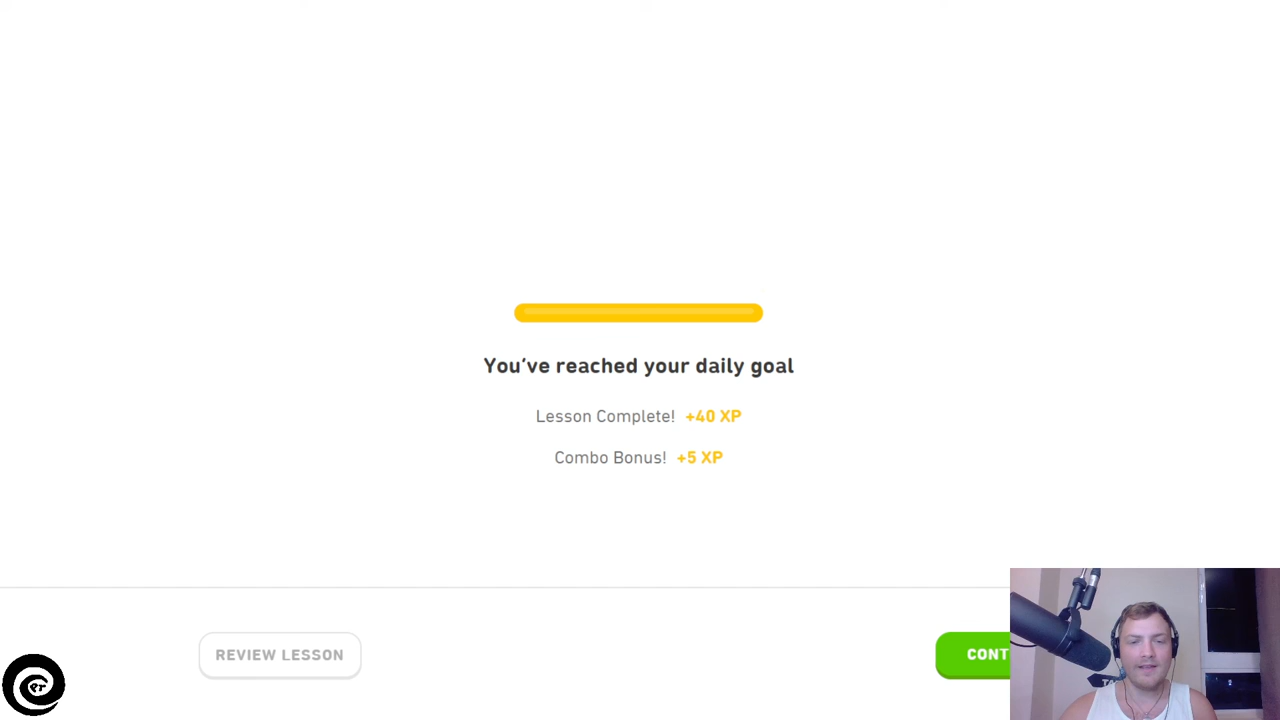 You've reached your daily goal
Lesson Complete! +40 XP
Combo Bonus! +5 XP
REVIEW LESSON
CONT